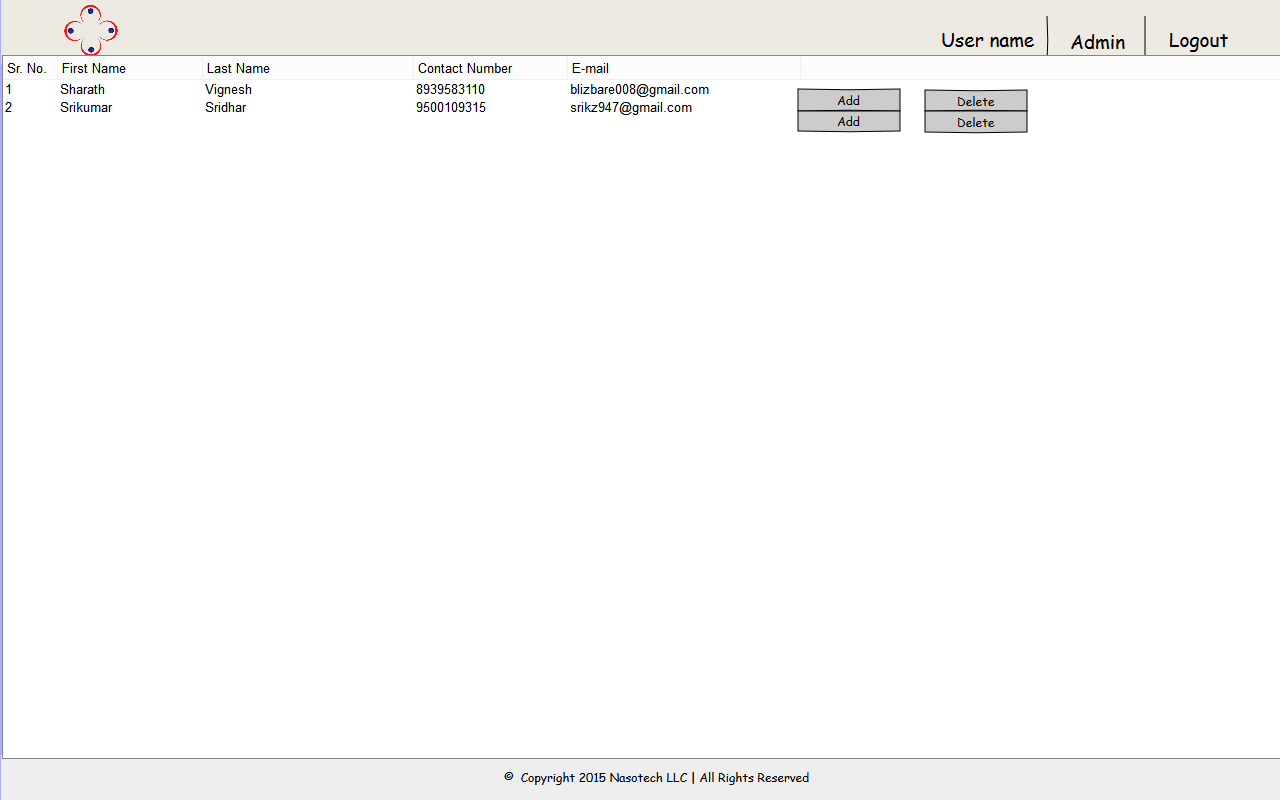 User name Admin Logout
Sr. No. First Name Last Name Contact Number E-mail
1 Sharath Vignesh 8939583110 blizbare008@gmail.com Add Delete
2 Srikumar Sridhar 9500109315 srikz947@gmail.com Add Delete
© Copyright 2015 Nasotech LLC | All Rights Reserved